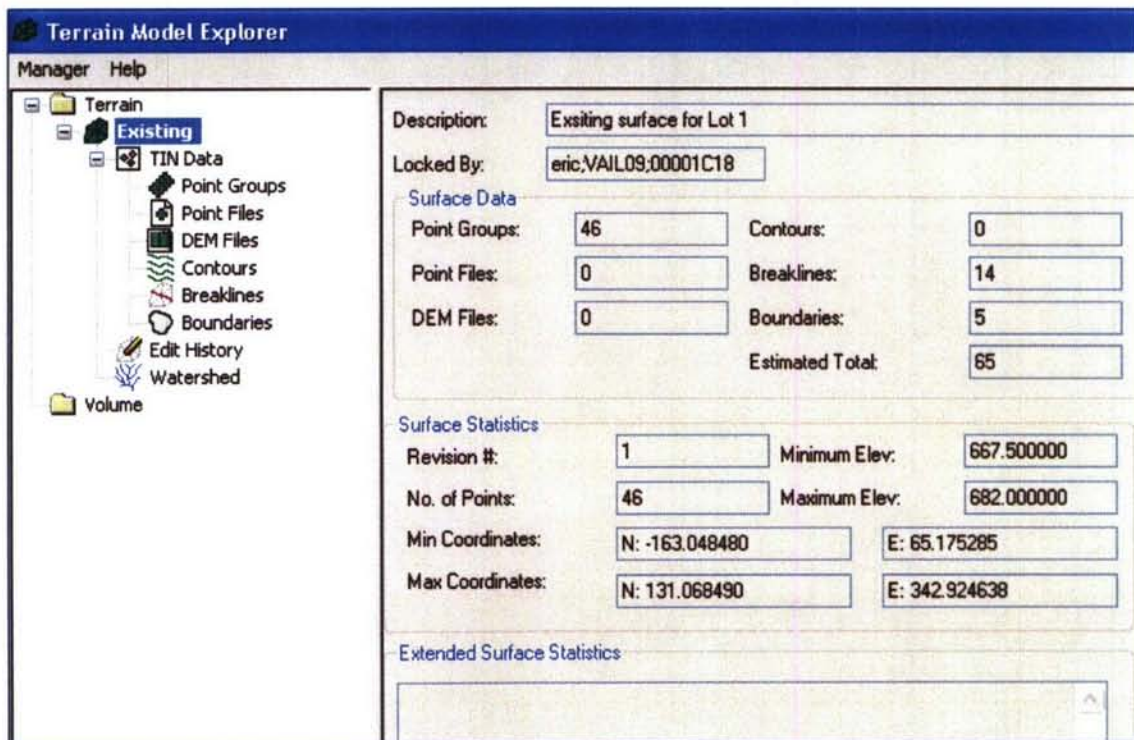 Terrain Model Explorer
Manager Help
Terrain
Existing
TIN Data
Point Groups
Point Files
DEM Files
Contours
Breaklines
Boundaries
Edit History
Watershed
Volume
Description: Exsiting surface for Lot 1
Locked By: eric,VAIL09;00001C18
Surface Data
Point Groups: 46 Contours: 0
Point Files: 0 Breaklines: 14
DEM Files: 0 Boundaries: 5
Estimated Total: 65
Surface Statistics
Revision #: 1 Minimum Elev: 667.500000
No. of Points: 46 Maximum Elev: 682.000000
Min Coordinates: N: -163.048480 E: 65.175285
Max Coordinates: N: 131.068490 E: 342.924638
Extended Surface Statistics